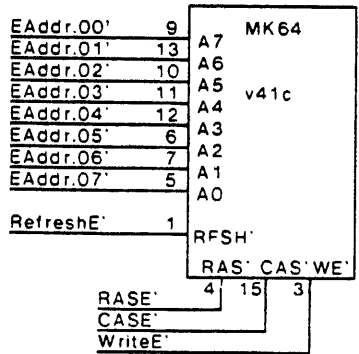 EAddr.00' 9 A7 MK64
EAddr.01' 13 A6
EAddr.02' 10 A5 v41c
EAddr.03' 11 A4
EAddr.04' 12 A3
EAddr.05' 6 A2
EAddr.06' 7 A1
EAddr.07' 5 A0
RefreshE' 1 RFSH'
RAS' CAS' WE'
4 15 3
RASE'
CASE'
WriteE'